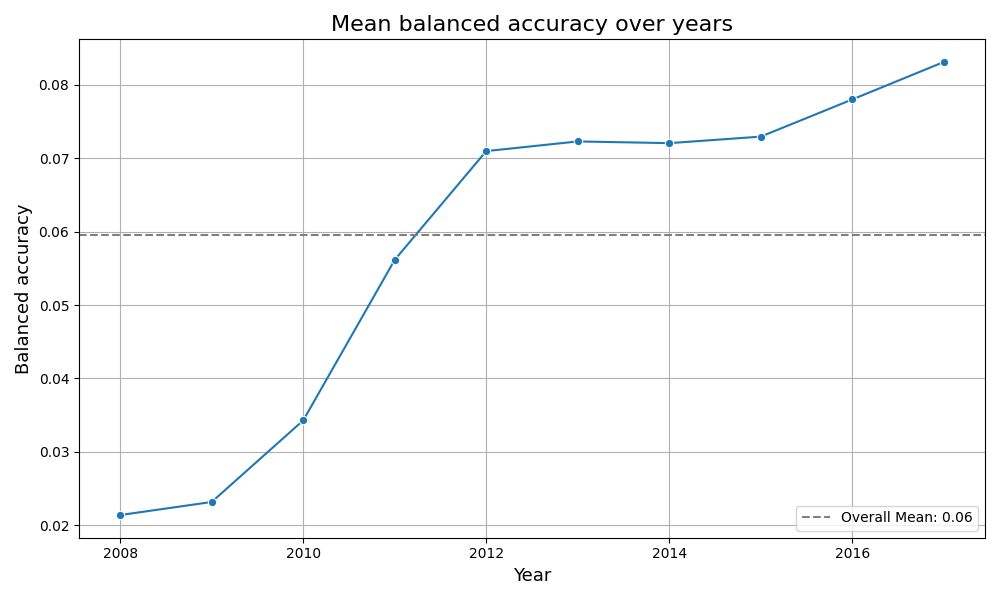 Mean balanced accuracy over years
Balanced accuracy
0.08
0.07
0.06
0.05
0.04
0.03
0.02
Overall Mean: 0.06
2008 2010 2012 2014 2016
Year